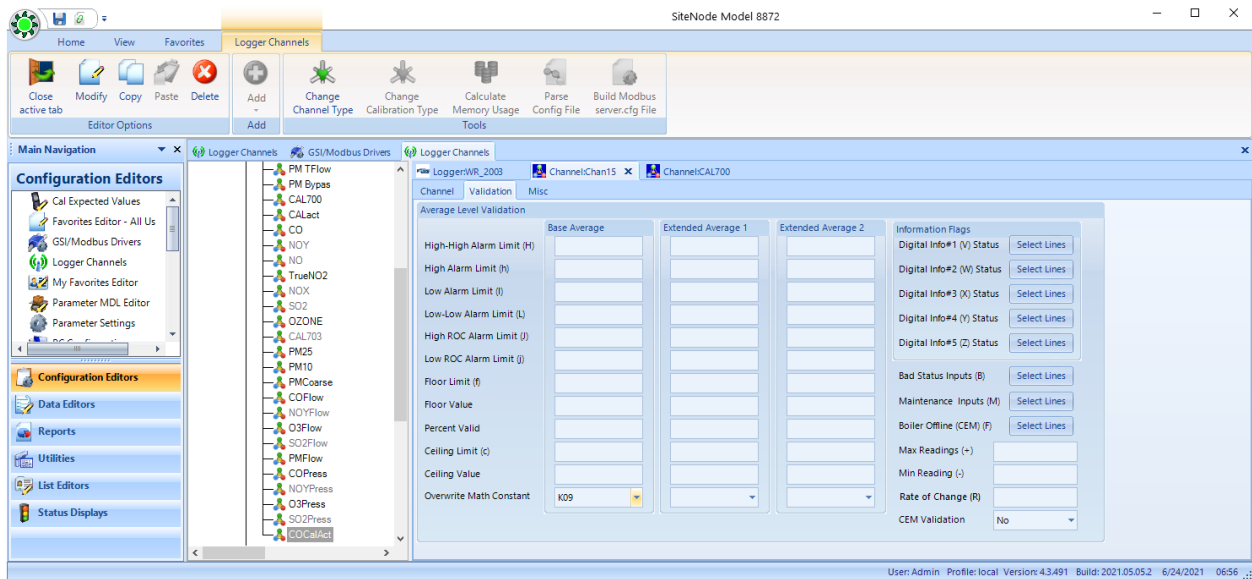 SiteNode Model 8872
Home View Favorites Logger Channels
Close active tab
Modify
Copy
Paste
Delete
Add
Change Channel Type
Change Calibration Type
Calculate Memory Usage
Parse Config File
Build Modbus server.cfg File
Editor Options
Add
Tools
Main Navigation
Configuration Editors
Cal Expected Values
Favorites Editor - All Us
GSI/Modbus Drivers
Logger Channels
My Favorites Editor
Parameter MDL Editor
Parameter Settings
Configuration Editors
Data Editors
Reports
Utilities
List Editors
Status Displays
Logger Channels GSI/Modbus Drivers Logger Channels
PM TFlow
PM Bypas
CAL700
CALact
CO
NOY
NO
TrueNO2
NOX
SO2
OZONE
CAL703
PM25
PM10
PMCoarse
COFlow
NOYFlow
O3Flow
SO2Flow
PMFlow
COPress
NOYPress
O3Press
SO2Press
COCalAct
Logger:WR_2003 Channel:Chan15 Channel:CAL700
Channel Validation Misc
Average Level Validation
Base Average Extended Average 1 Extended Average 2
High-High Alarm Limit (H)
High Alarm Limit (h)
Low Alarm Limit (l)
Low-Low Alarm Limit (L)
High ROC Alarm Limit (J)
Low ROC Alarm Limit (j)
Floor Limit (f)
Floor Value
Percent Valid
Ceiling Limit (c)
Ceiling Value
Overwrite Math Constant K09
Information Flags
Digital Info#1 (V) Status Select Lines
Digital Info#2 (W) Status Select Lines
Digital Info#3 (X) Status Select Lines
Digital Info#4 (Y) Status Select Lines
Digital Info#5 (Z) Status Select Lines
Bad Status Inputs (B) Select Lines
Maintenance Inputs (M) Select Lines
Boiler Offline (CEM) (F) Select Lines
Max Readings (+)
Min Reading (-)
Rate of Change (R)
CEM Validation No
User: Admin Profile: local Version: 4.3.491 Build: 2021.05.05.2 6/24/2021 06:56